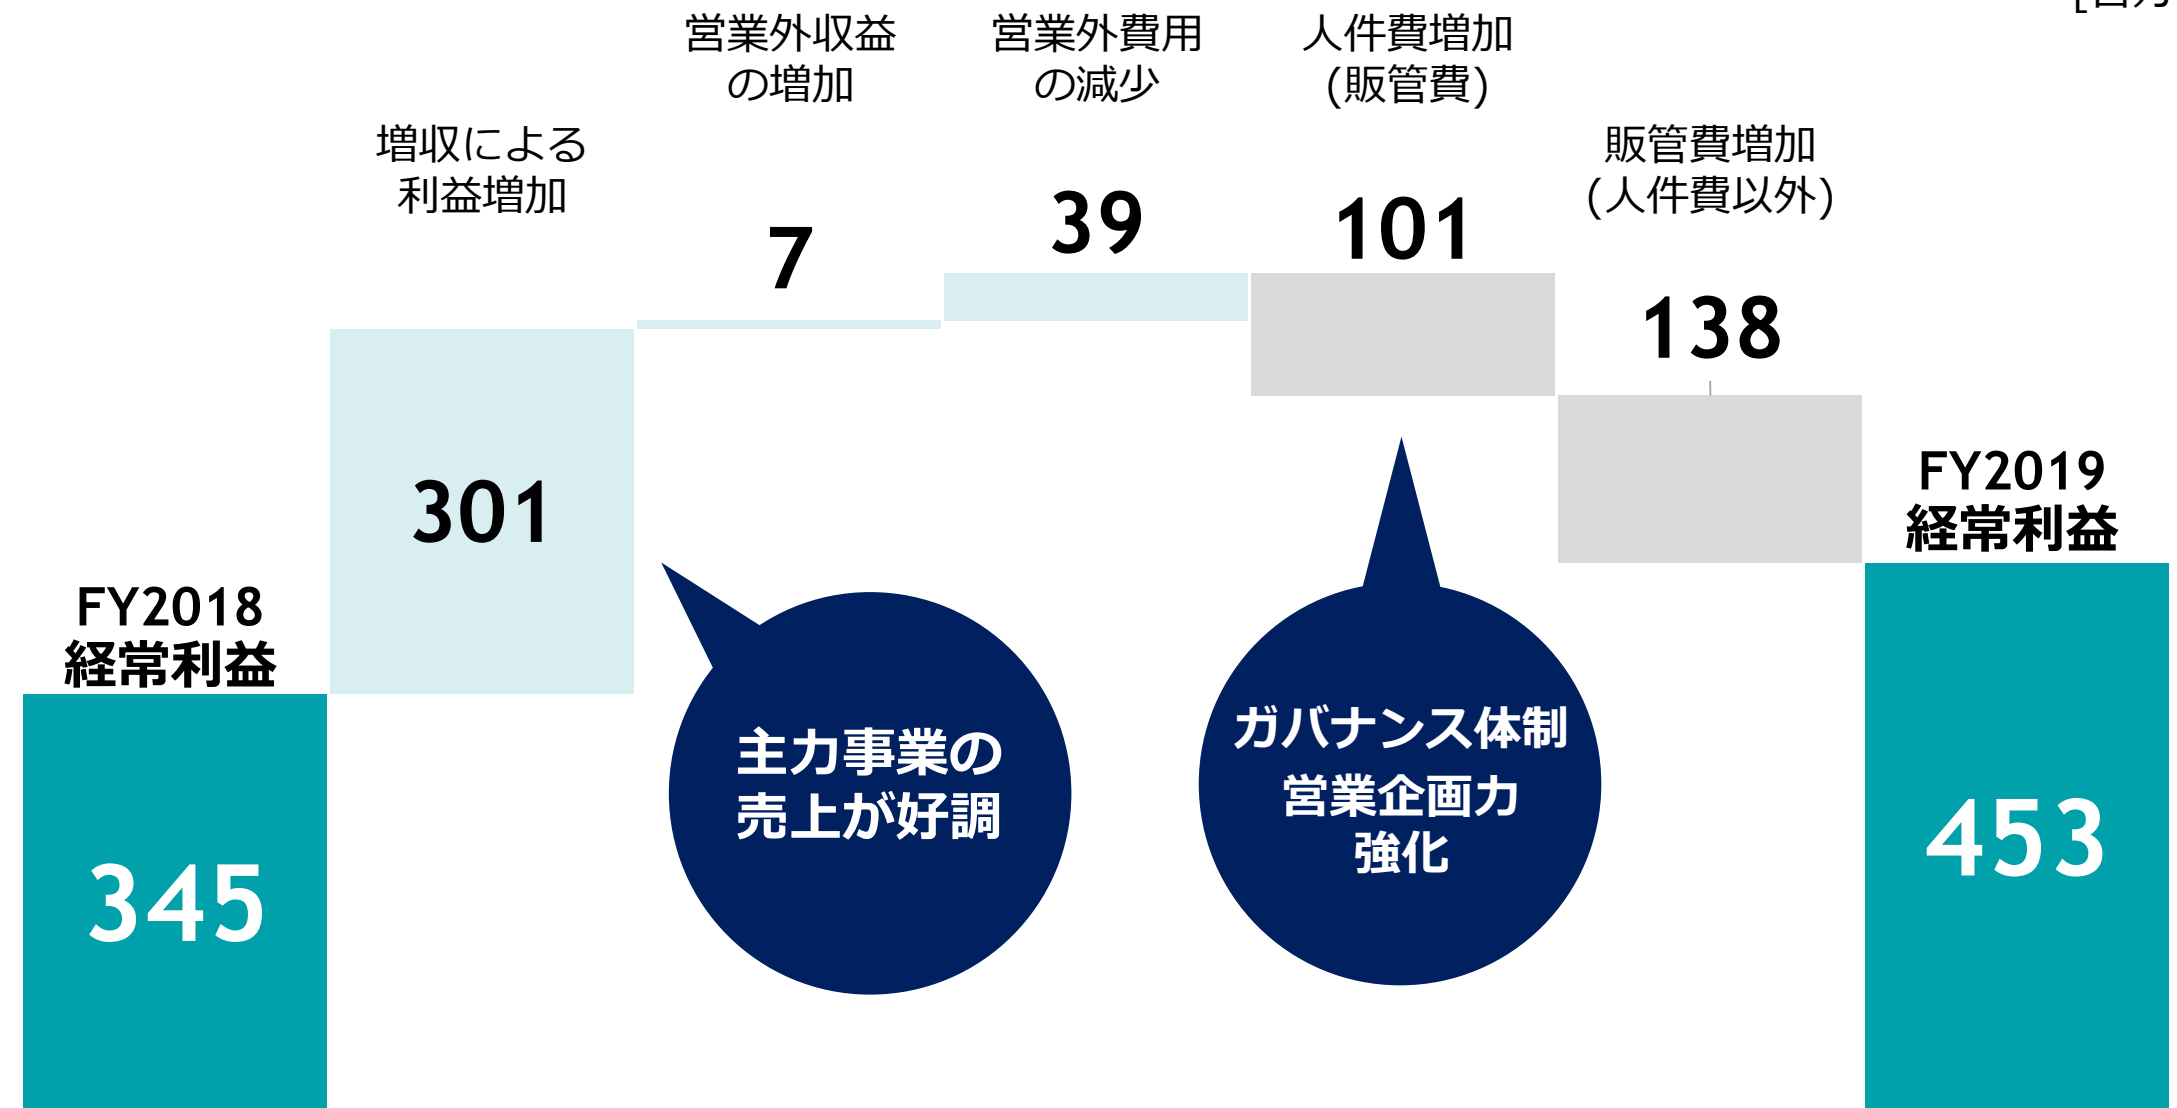 営業外収益
の増加
営業外費用
の減少
人件費増加
(販管費)
増収による
利益増加
販管費増加
(人件費以外)
7
39
101
138
301
FY2018
経常利益
345
主力事業の
売上が好調
ガバナンス体制
営業企画力
強化
FY2019
経常利益
453